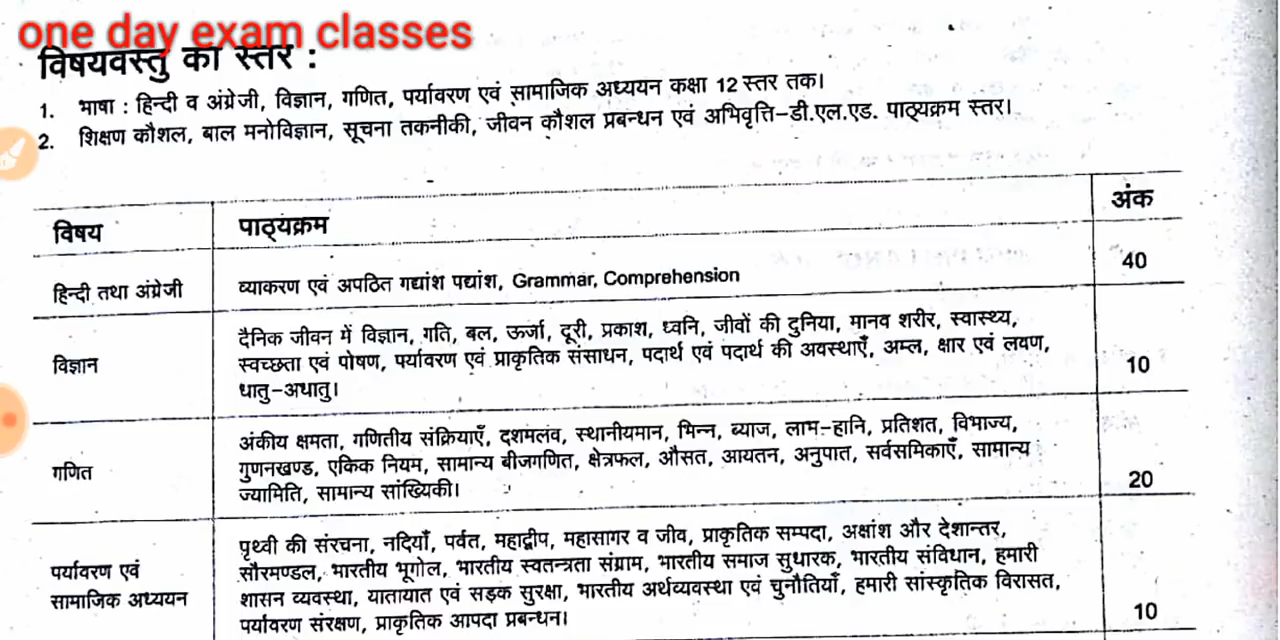 one day exam classes
विषयवस्तु का स्तर :
1. भाषा : हिन्दी व अंग्रेजी, विज्ञान, गणित, पर्यावरण एवं सामाजिक अध्ययन कक्षा 12 स्तर तक।
2. शिक्षण कौशल, बाल मनोविज्ञान, सूचना तकनीकी, जीवन कौशल प्रबन्धन एवं अभिवृत्ति-डी.एल.एड. पाठ्यक्रम स्तर।
विषय पाठ्यक्रम अंक
हिन्दी तथा अंग्रेजी व्याकरण एवं अपठित गद्यांश पद्यांश, Grammar, Comprehension 40
दैनिक जीवन में विज्ञान, गति, बल, ऊर्जा, दूरी, प्रकाश, ध्वनि, जीवों की दुनिया, मानव शरीर, स्वास्थ्य,
विज्ञान स्वच्छता एवं पोषण, पर्यावरण एवं प्राकृतिक संसाधन, पदार्थ एवं पदार्थ की अवस्थाएँ, अम्ल, क्षार एवं लवण, 10
धातु-अधातु।
अंकीय क्षमता, गणितीय संक्रियाएँ, दशमलव, स्थानीयमान, भिन्न, ब्याज, लाभ-हानि, प्रतिशत, विभाज्य,
गणित गुणनखण्ड, एकिक नियम, सामान्य बीजगणित, क्षेत्रफल, औसत, आयतन, अनुपात, सर्वसमिकाएँ, सामान्य
ज्यामिति, सामान्य सांख्यिकी। 20
पृथ्वी की संरचना, नदियाँ, पर्वत, महाद्वीप, महासागर व जीव, प्राकृतिक सम्पदा, अक्षांश और देशान्तर,
पर्यावरण एवं सौरमण्डल, भारतीय भूगोल, भारतीय स्वतन्त्रता संग्राम, भारतीय समाज सुधारक, भारतीय संविधान, हमारी
सामाजिक अध्ययन शासन व्यवस्था, यातायात एवं सड़क सुरक्षा, भारतीय अर्थव्यवस्था एवं चुनौतियाँ, हमारी सांस्कृतिक विरासत,
पर्यावरण संरक्षण, प्राकृतिक आपदा प्रबन्धन। 10